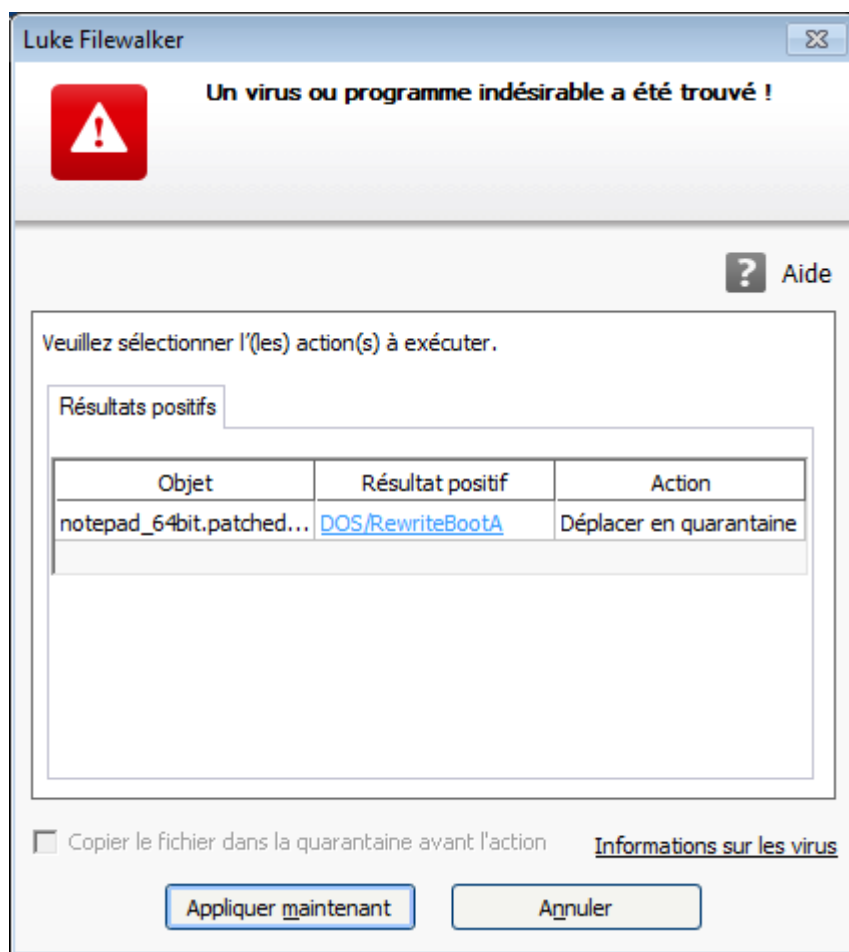 Luke Filewalker
Un virus ou programme indésirable a été trouvé !
? Aide
Veuillez sélectionner l'(les) action(s) à exécuter.
Résultats positifs
Objet Résultat positif Action
notepad_64bit.patched... DOS/RewriteBootA Déplacer en quarantaine
Copier le fichier dans la quarantaine avant l'action Informations sur les virus
Appliquer maintenant Annuler